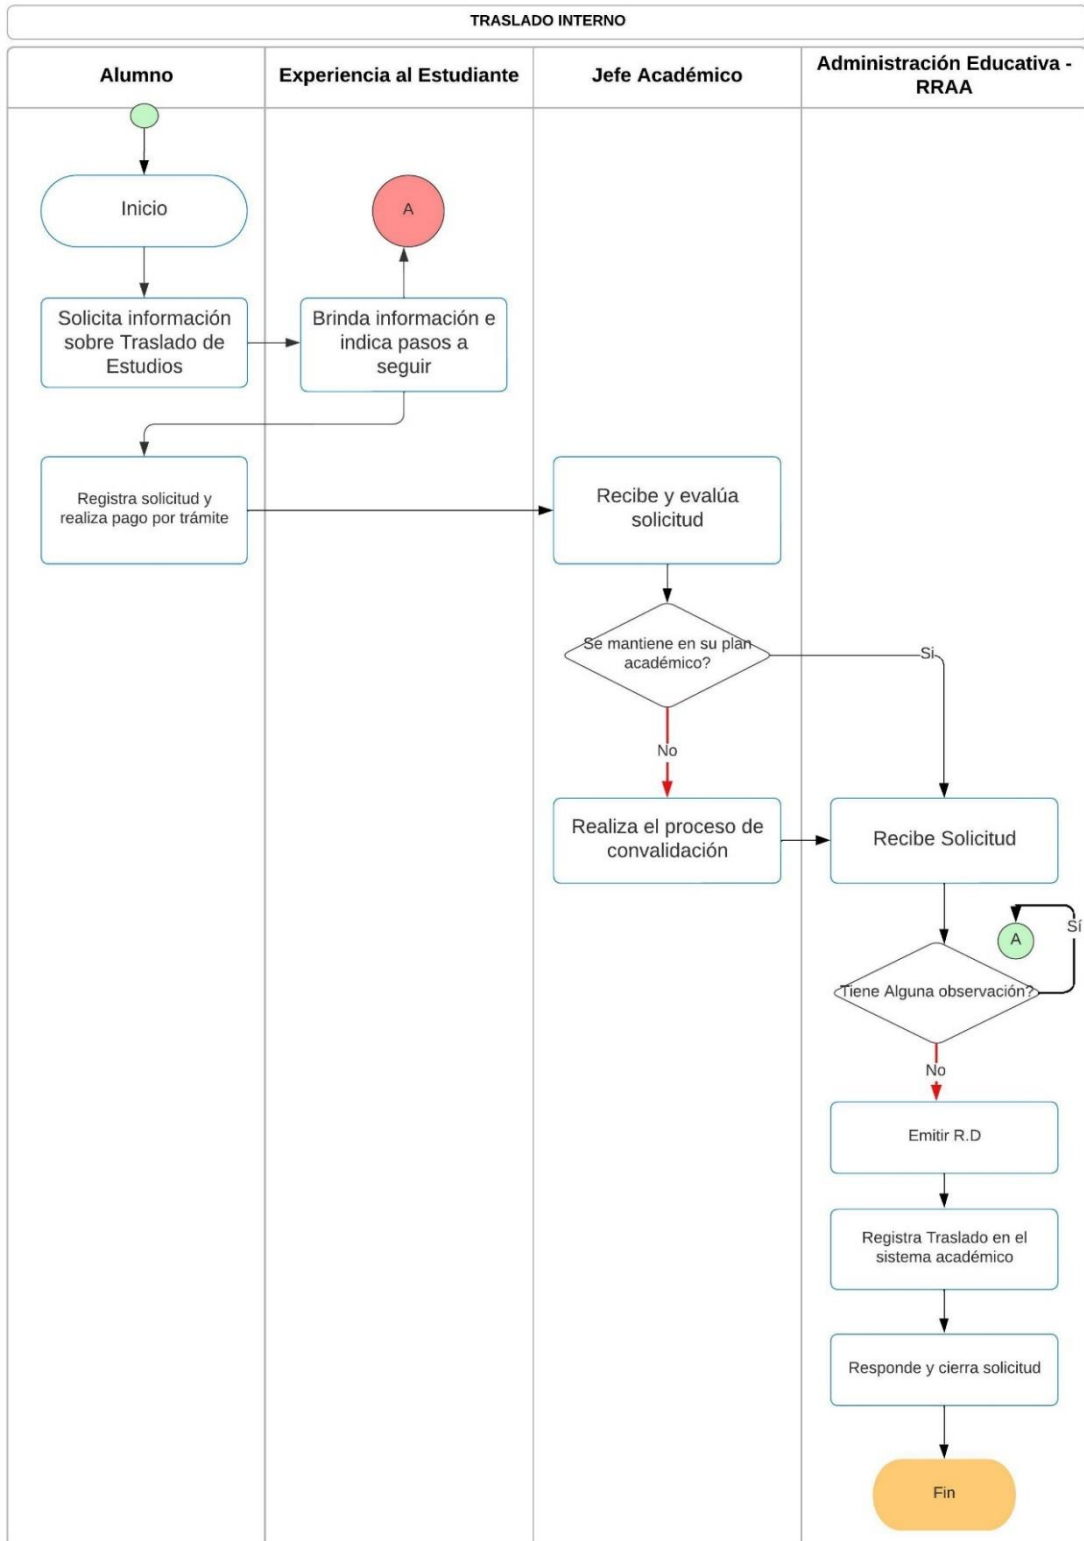 TRASLADO INTERNO
Alumno
Experiencia al Estudiante
Jefe Académico
Administración Educativa -
RRAA
Inicio
A
Solicita información
sobre Traslado de
Estudios
Brinda información e
indica pasos a
seguir
Registra solicitud y
realiza pago por trámite
Recibe y evalúa
solicitud
Se mantiene en su plan
académico?
Si
No
Realiza el proceso de
convalidación
Recibe Solicitud
A
Sí
Tiene Alguna observación?
No
Emitir R.D
Registra Traslado en el
sistema académico
Responde y cierra solicitud
Fin